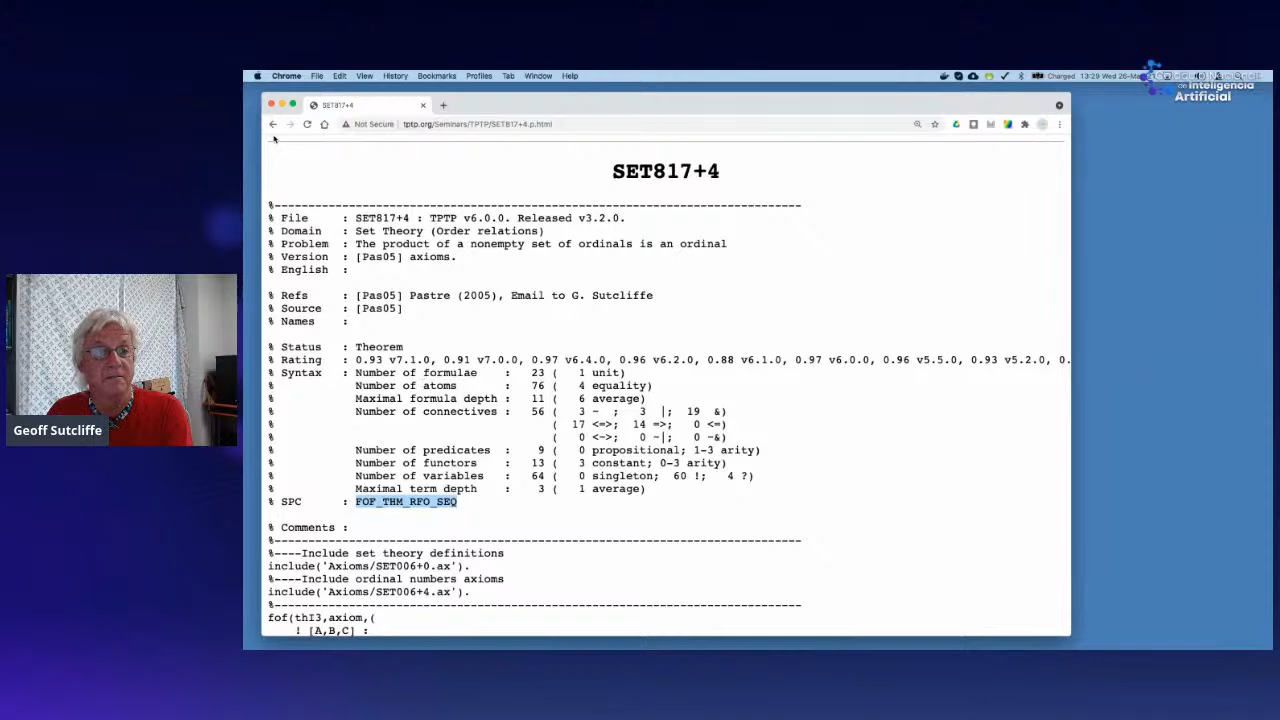 Chrome File Edit View History Bookmarks Profiles Tab Window Help
Charged 13:29 Wed 26-Ma
Coloquio Nacional
en Inteligencia
Artificial
SET817+4
Not Secure tptp.org/Seminars/TPTP/SET817+4.p.html
SET817+4
%------------------------------------------------------------------------------
% File : SET817+4 : TPTP v6.0.0. Released v3.2.0.
% Domain : Set Theory (Order relations)
% Problem : The product of a nonempty set of ordinals is an ordinal
% Version : [Pas05] axioms.
% English :
% Refs : [Pas05] Pastre (2005), Email to G. Sutcliffe
% Source : [Pas05]
% Names :
% Status : Theorem
% Rating : 0.93 v7.1.0, 0.91 v7.0.0, 0.97 v6.4.0, 0.96 v6.2.0, 0.88 v6.1.0, 0.97 v6.0.0, 0.96 v5.5.0, 0.93 v5.2.0, 0.
% Syntax : Number of formulae : 23 ( 1 unit)
% Number of atoms : 76 ( 4 equality)
% Maximal formula depth : 11 ( 6 average)
% Number of connectives : 56 ( 3 ~ ; 3 |; 19 &)
% ( 17 <=>; 14 =>; 0 <=)
% ( 0 <~>; 0 ~|; 0 ~&)
% Number of predicates : 9 ( 0 propositional; 1-3 arity)
% Number of functors : 13 ( 3 constant; 0-3 arity)
% Number of variables : 64 ( 0 singleton; 60 !; 4 ?)
% Maximal term depth : 3 ( 1 average)
% SPC : FOF_THM_RFO_SEQ
% Comments :
%------------------------------------------------------------------------------
%----Include set theory definitions
include('Axioms/SET006+0.ax').
%----Include ordinal numbers axioms
include('Axioms/SET006+4.ax').
%------------------------------------------------------------------------------
fof(thI3,axiom,(
! [A,B,C] :
Geoff Sutcliffe